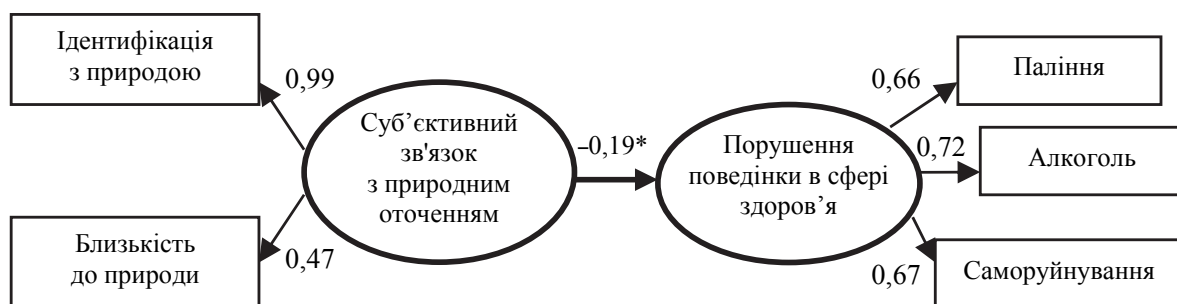 Ідентифікація
з природою
0,99
Близькість
до природи
0,47
Суб’єктивний
зв'язок
з природним
оточенням
–0,19*
Порушення
поведінки в сфері
здоров’я
0,66
Паління
0,72
Алкоголь
0,67
Саморуйнування